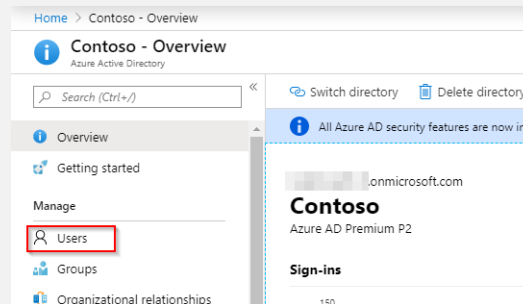 Home > Contoso - Overview
Contoso - Overview
Azure Active Directory
Search (Ctrl+/)
Overview
Getting started
Manage
Users
Groups
Organizational relationships
Switch directory Delete directory
All Azure AD security features are now
.onmicrosoft.com
Contoso
Azure AD Premium P2
Sign-ins
150